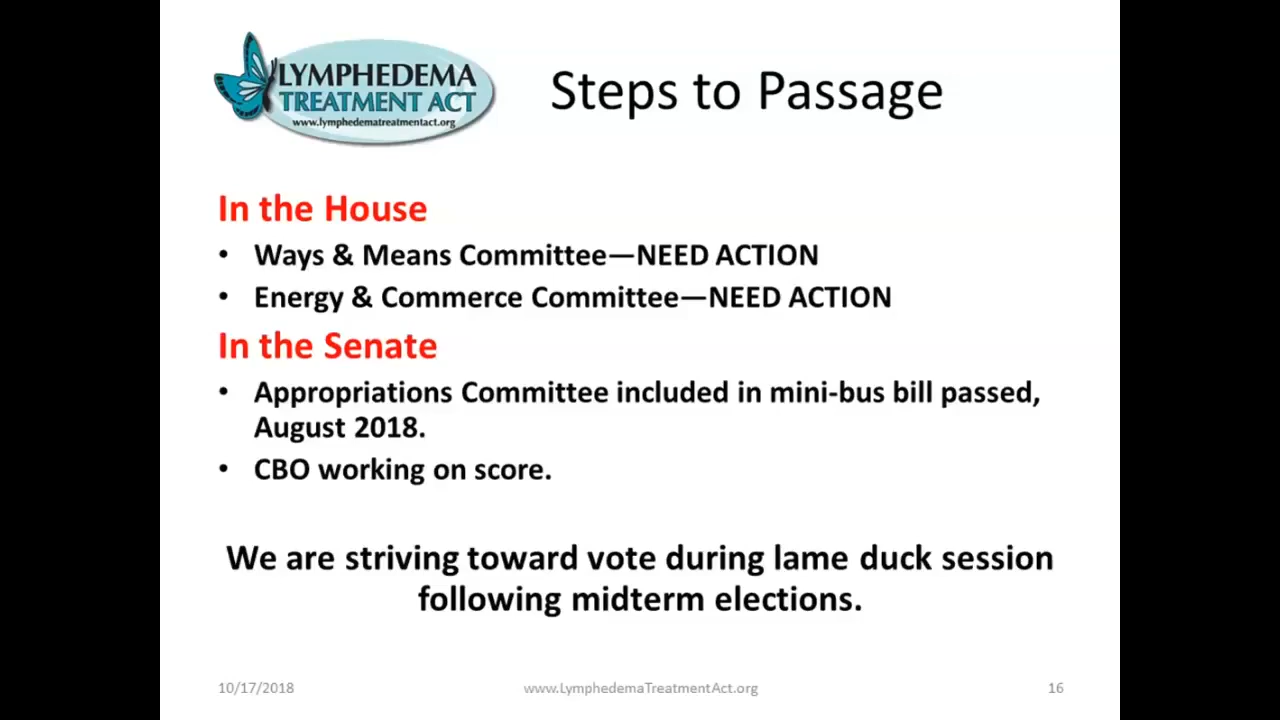 LYMPHEDEMA
TREATMENT ACT
www.lymphedematreatmentact.org
Steps to Passage
In the House
• Ways & Means Committee—NEED ACTION
• Energy & Commerce Committee—NEED ACTION
In the Senate
• Appropriations Committee included in mini-bus bill passed,
August 2018.
• CBO working on score.
We are striving toward vote during lame duck session
following midterm elections.
10/17/2018
www.LymphedemaTreatmentAct.org
16